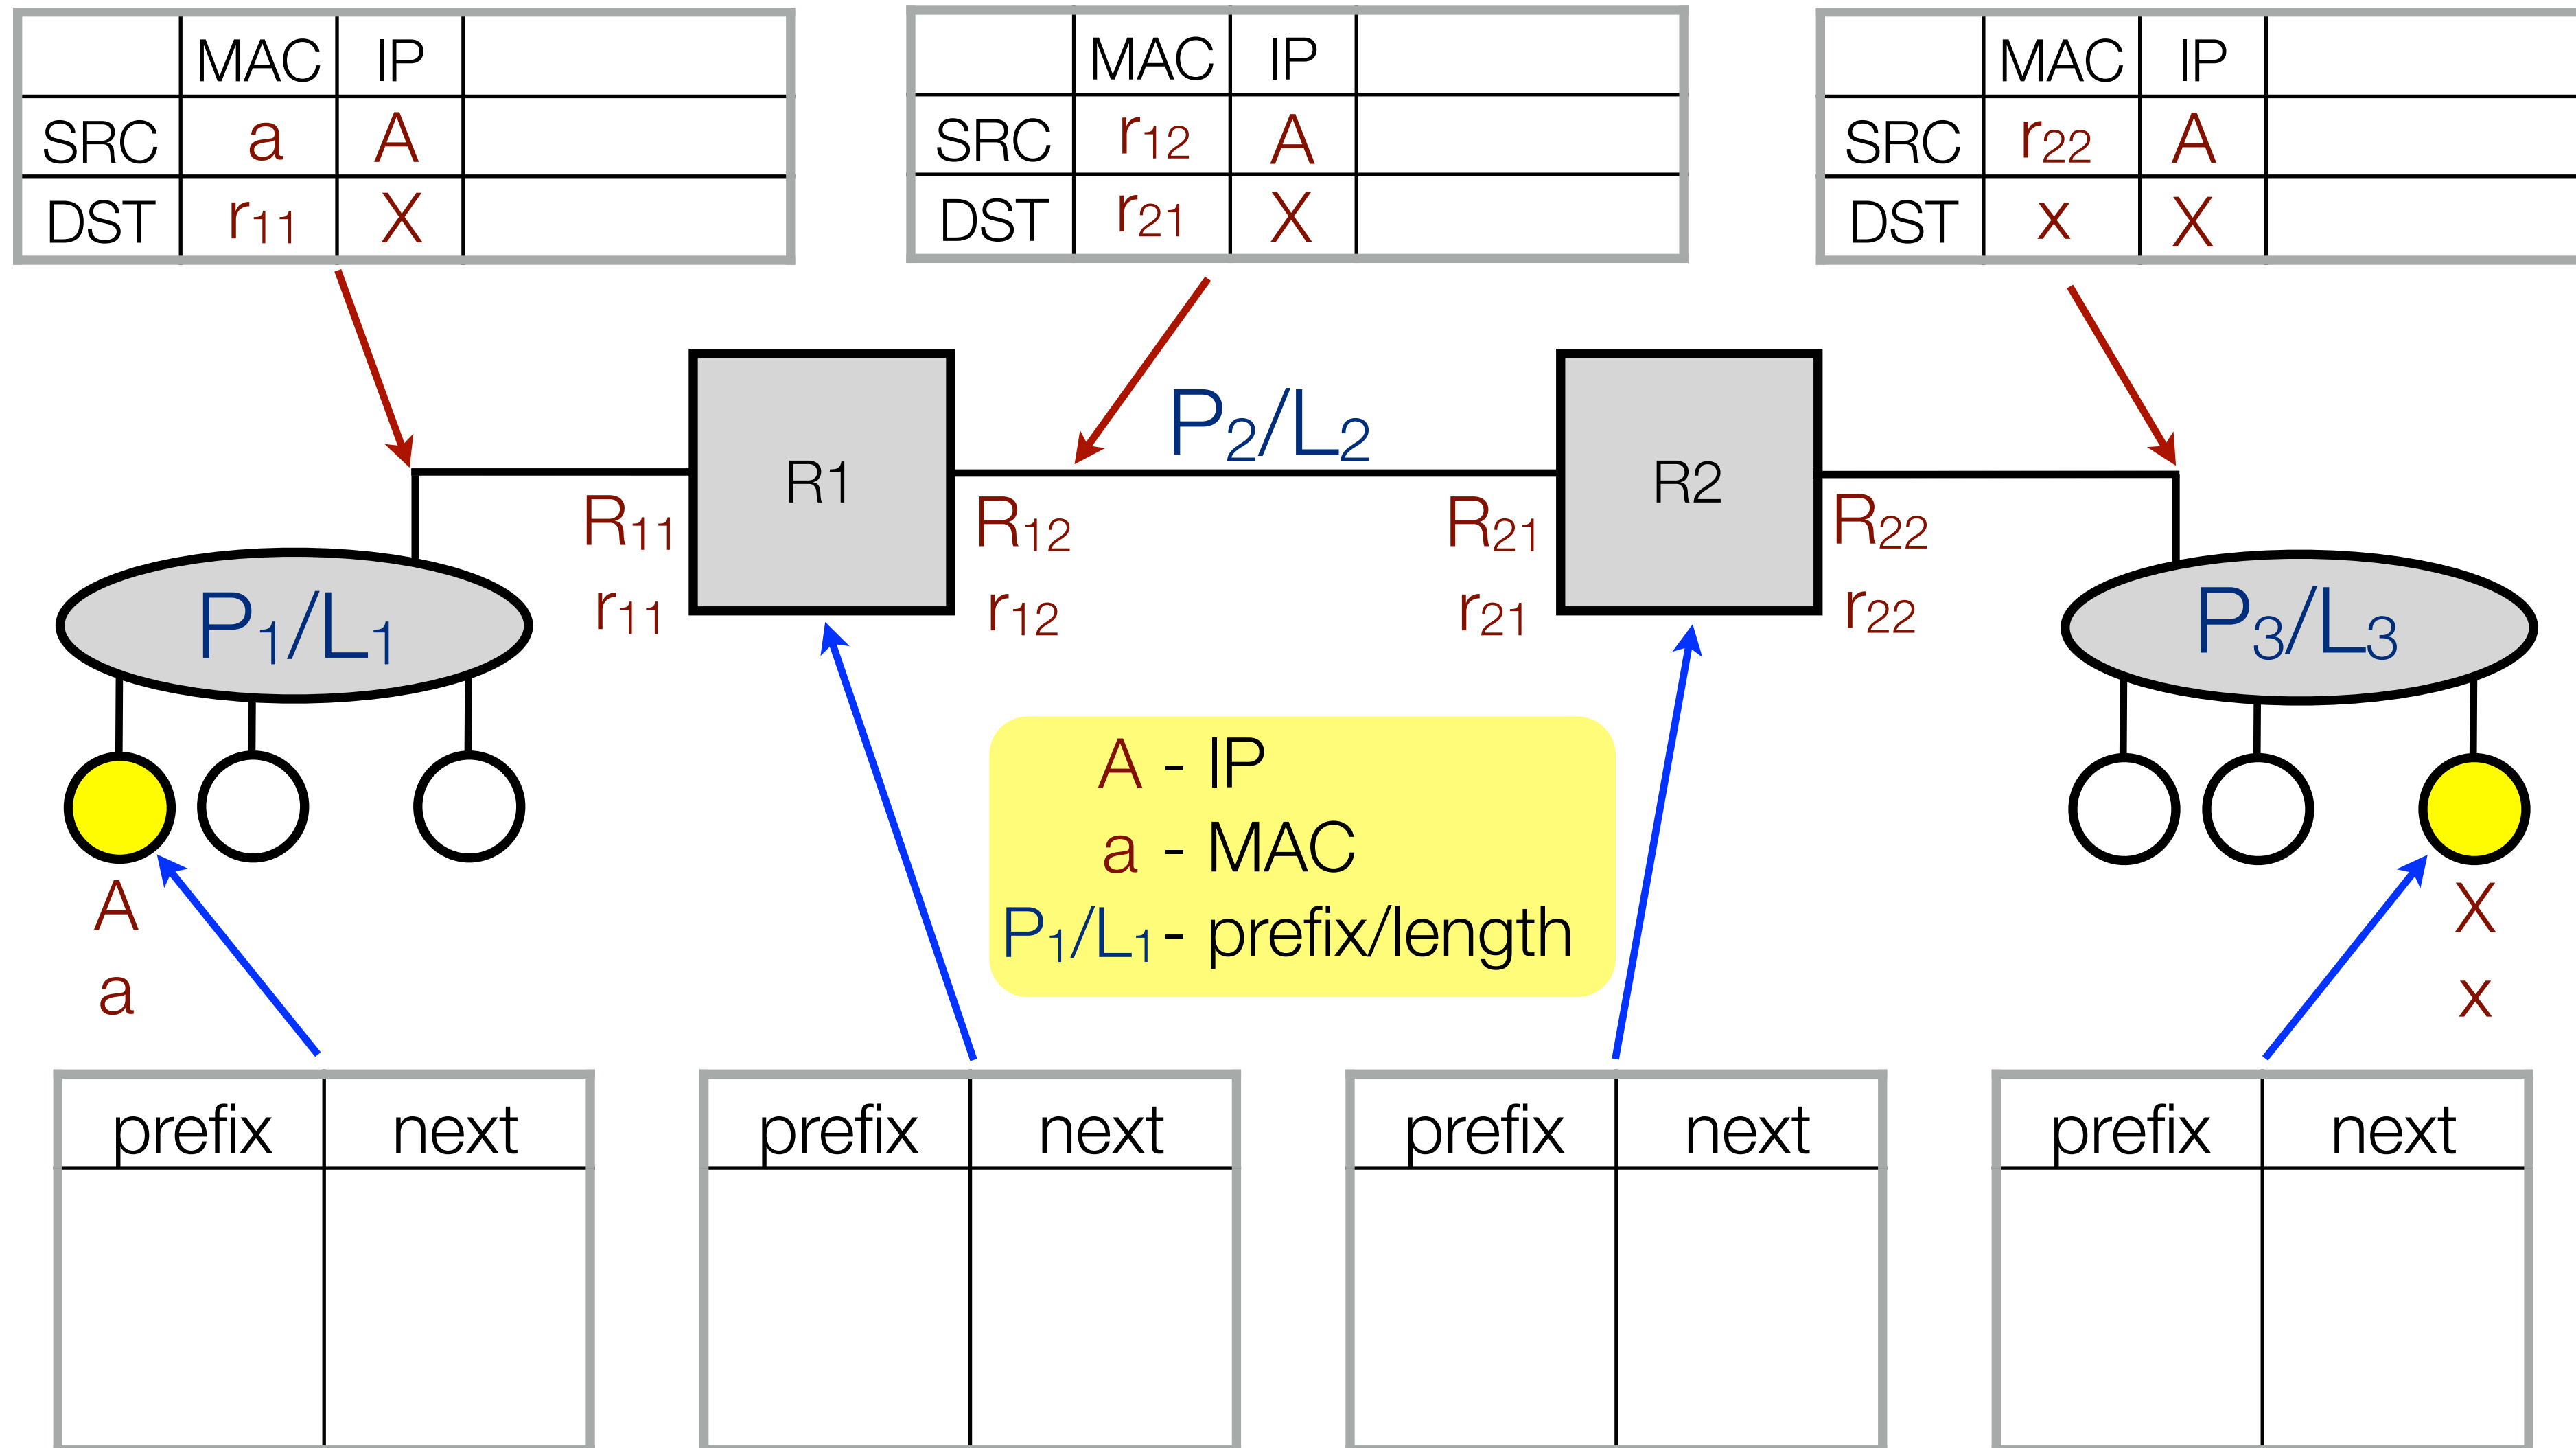 MAC IP
SRC a A
DST r₁₁ X
MAC IP
SRC r₁₂ A
DST r₂₁ X
MAC IP
SRC r₂₂ A
DST x X
P₂/L₂
R1
R2
R₁₁
r₁₁
R₁₂
r₁₂
R₂₁
r₂₁
R₂₂
r₂₂
P₁/L₁
P₃/L₃
A - IP
a - MAC
P₁/L₁ - prefix/length
A
a
X
x
prefix next
prefix next
prefix next
prefix next